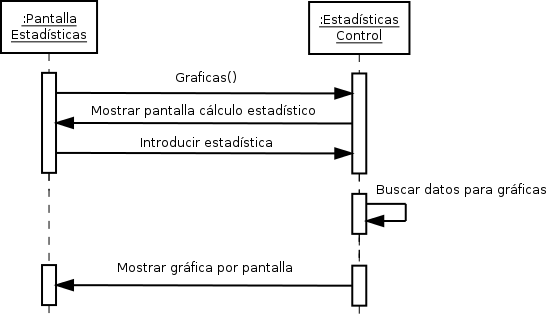 :Pantalla
Estadísticas
:Estadísticas
Control
Graficas()
Mostrar pantalla cálculo estadístico
Introducir estadística
Buscar datos para gráficas
Mostrar gráfica por pantalla